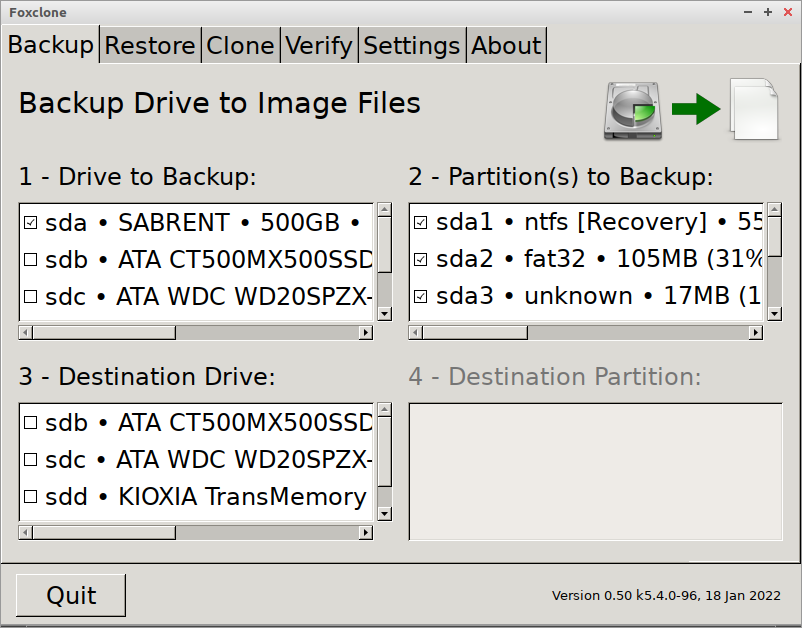 Foxclone
Backup Restore Clone Verify Settings About
Backup Drive to Image Files
1 - Drive to Backup:
sda • SABRENT • 500GB •
sdb • ATA CT500MX500SSD
sdc • ATA WDC WD20SPZX-
2 - Partition(s) to Backup:
sda1 • ntfs [Recovery] • 55
sda2 • fat32 • 105MB (31%
sda3 • unknown • 17MB (1
3 - Destination Drive:
sdb • ATA CT500MX500SSD
sdc • ATA WDC WD20SPZX-
sdd • KIOXIA TransMemory
4 - Destination Partition:
Quit
Version 0.50 k5.4.0-96, 18 Jan 2022